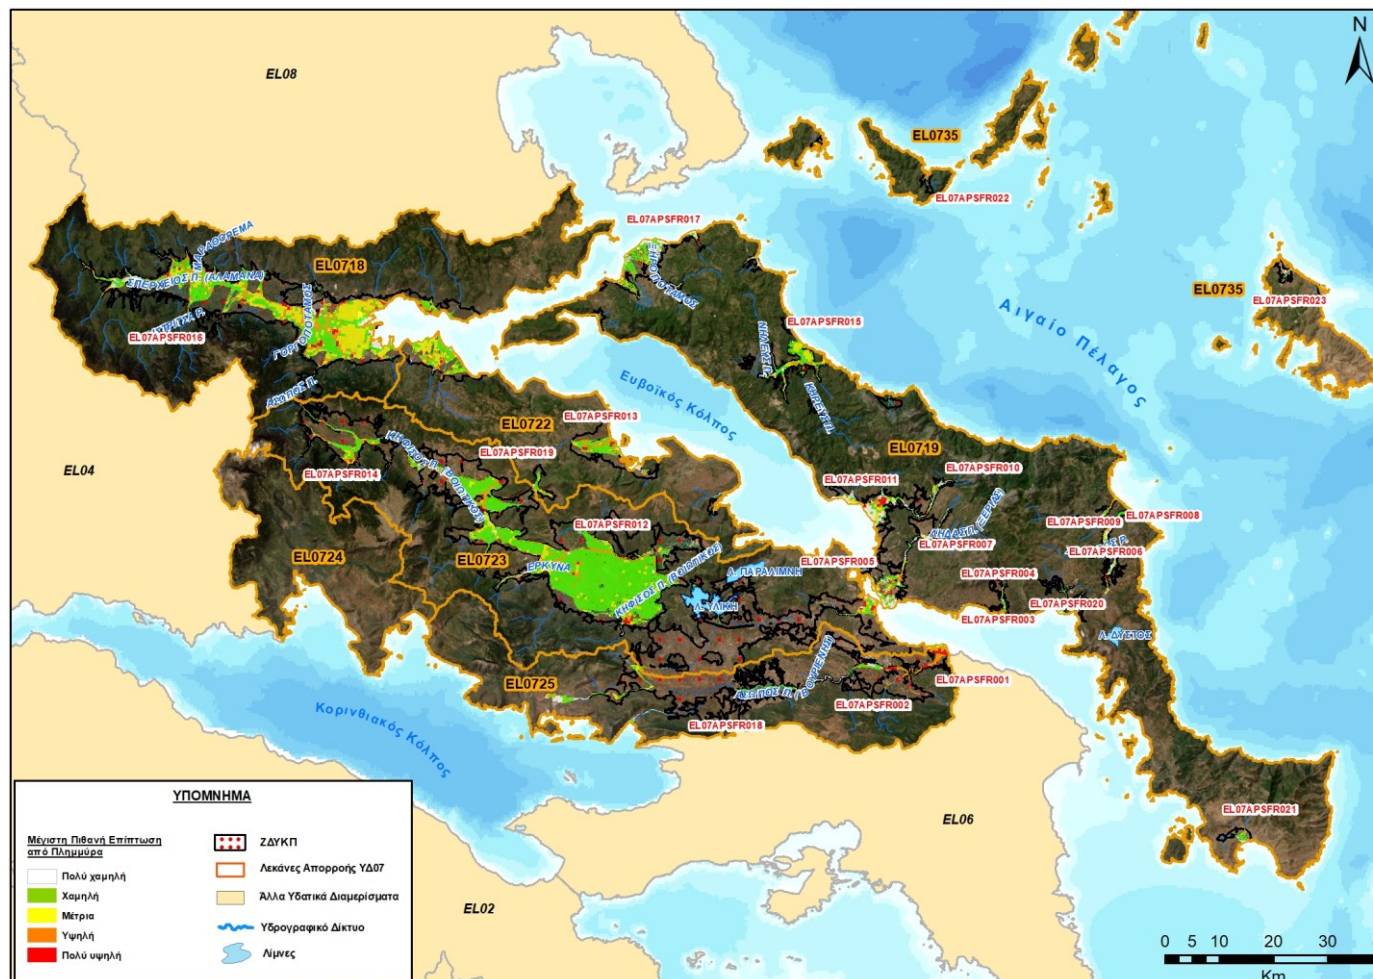 N
EL08
EL0735
EL07APSFR022
EL07APSFR017
ΜΑΡΔΟΡΕΜΑ
EL0718
ΣΠΕΡΧΕΙΟΣ Π. (ΑΛΑΜΑΝΑ)
EL0735
EL07APSFR023
Αιγαίο Πέλαγος
EL07APSFR015
ΓΟΡΓΟΠΟΤΑΜΟΣ
EL07APSFR016
ΝΗΛΕΥΣ
ΚΗΡΕΥΣ Π.
Ευβοϊκός Κόλπος
ΑΣΩΠΟΣ Π.
EL0722
EL07APSFR013
EL0719
EL04
ΚΗΦΙΣΟΣ Π. (ΒΟΙΩΤΙΚΟΣ)
EL07APSFR019
EL07APSFR014
EL07APSFR010
EL07APSFR011
EL07APSFR008
EL07APSFR009
EL07APSFR012
EL07APSFR007
EL07APSFR006
EL0724
EL0723
ΕΡΚΥΝΑ
ΚΗΦΙΣΟΣ Π. (ΒΟΙΩΤΙΚΟΣ)
Λ. ΠΑΡΑΛΙΜΝΗ
EL07APSFR005
EL07APSFR004
Λ. ΥΛΙΚΗ
EL07APSFR020
EL07APSFR003
Λ. ΔΥΣΤΟΣ
EL0725
EL07APSFR001
EL07APSFR002
EL07APSFR018
Κορινθιακός Κόλπος
EL06
EL07APSFR021
EL02
ΥΠΟΜΝΗΜΑ
Μέγιστη Πιθανή Επίπτωση
από Πλημμύρα
Πολύ χαμηλή
Χαμηλή
Μέτρια
Υψηλή
Πολύ υψηλή
ΖΔΥΚΠ
Λεκάνες Απορροής ΥΔ07
Άλλα Υδατικά Διαμερίσματα
Υδρογραφικό Δίκτυο
Λίμνες
0 5 10 20 30
Km